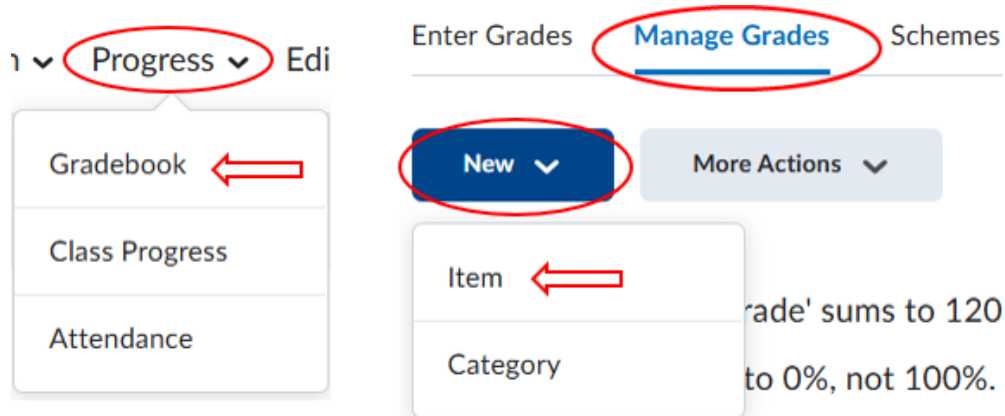 Progress Edi
Gradebook
Class Progress
Attendance
Enter Grades Manage Grades Schemes
New More Actions
Item
Category
rade' sums to 120
to 0%, not 100%.